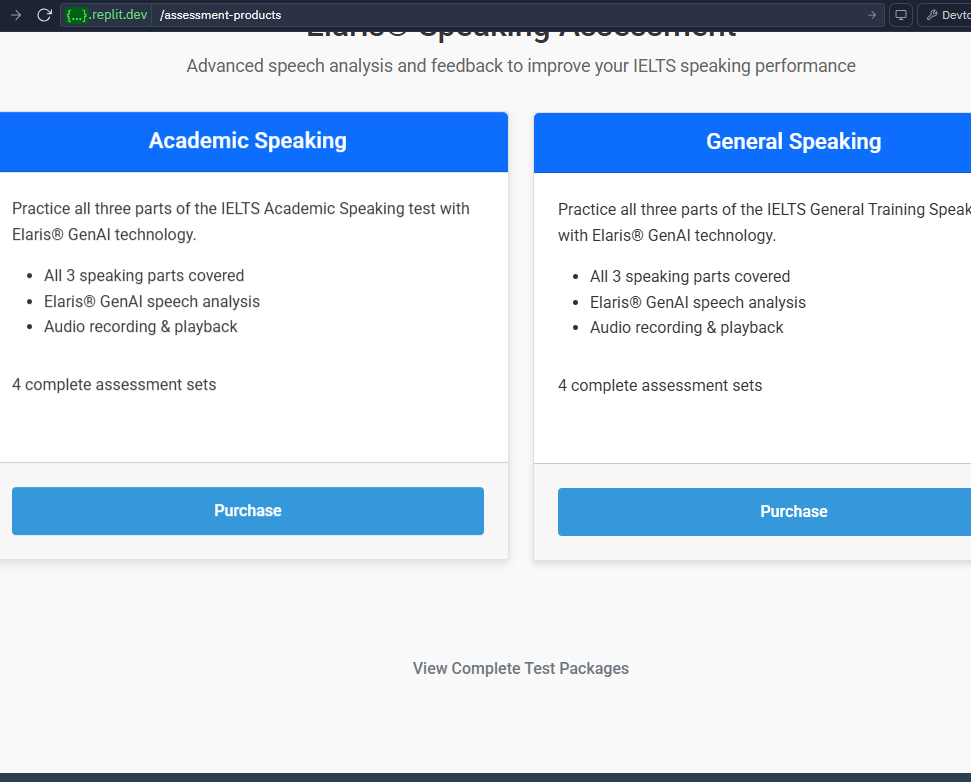 {...}.replit.dev /assessment-products
Elaris® Speaking Assessment
Advanced speech analysis and feedback to improve your IELTS speaking performance
Academic Speaking
Practice all three parts of the IELTS Academic Speaking test with
Elaris® GenAI technology.
• All 3 speaking parts covered
• Elaris® GenAI speech analysis
• Audio recording & playback
4 complete assessment sets
Purchase
General Speaking
Practice all three parts of the IELTS General Training
with Elaris® GenAI technology.
• All 3 speaking parts covered
• Elaris® GenAI speech analysis
• Audio recording & playback
4 complete assessment sets
Purchase
View Complete Test Packages